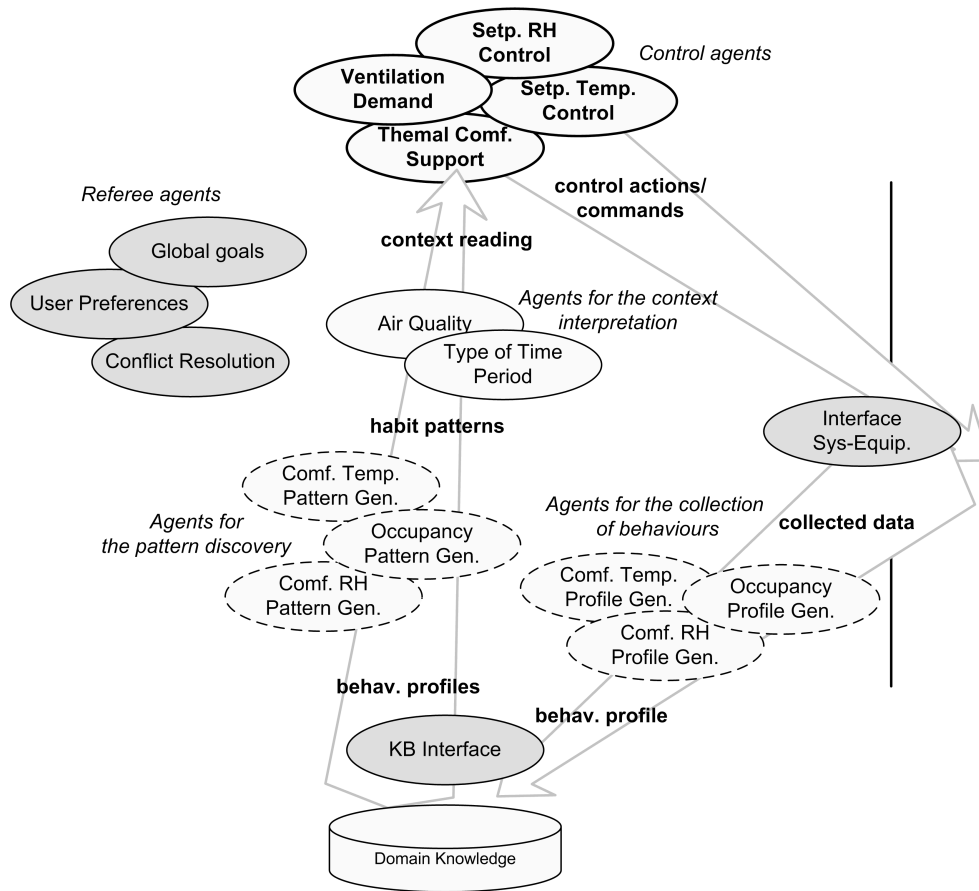 Setp. RH
Control
Control agents
Ventilation
Demand
Setp. Temp.
Control
Themal Comf.
Support
control actions/
commands
Referee agents
context reading
Global goals
User Preferences
Conflict Resolution
Agents for the context
interpretation
Air Quality
Type of Time
Period
Interface
Sys-Equip.
habit patterns
Comf. Temp.
Pattern Gen.
Agents for
the pattern discovery
Occupancy
Pattern Gen.
Comf. RH
Pattern Gen.
Agents for the collection
of behaviours
collected data
Comf. Temp.
Profile Gen.
Occupancy
Profile Gen.
Comf. RH
Profile Gen.
behav. profiles
behav. profile
KB Interface
Domain Knowledge